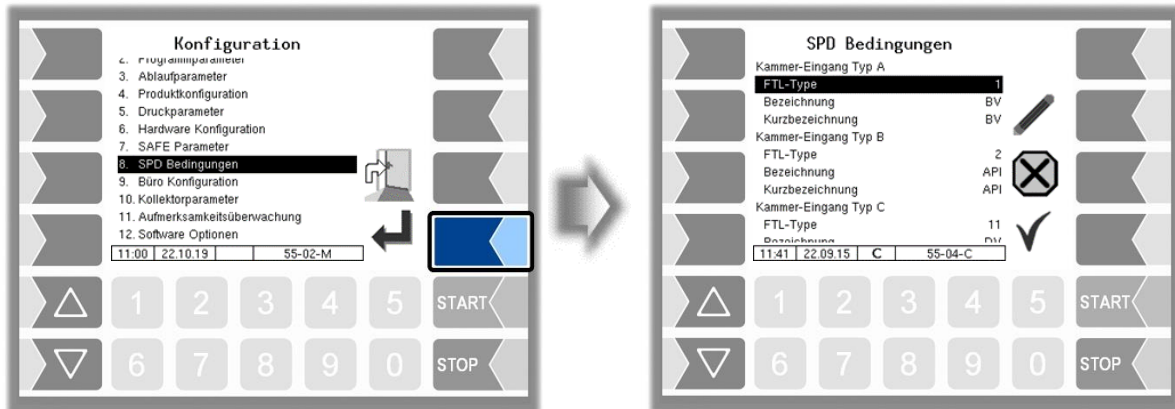 Konfiguration
2. Programmparameter
3. Ablaufparameter
4. Produktkonfiguration
5. Druckparameter
6. Hardware Konfiguration
7. SAFE Parameter
8. SPD Bedingungen
9. Büro Konfiguration
10. Kollektorparameter
11. Aufmerksamkeitsüberwachung
12. Software Optionen
11:00 22.10.19 55-02-M
1 2 3 4 5 START
6 7 8 9 0 STOP
SPD Bedingungen
Kammer-Eingang Typ A
FTL-Type 1
Bezeichnung BV
Kurzbezeichnung BV
Kammer-Eingang Typ B
FTL-Type 2
Bezeichnung API
Kurzbezeichnung API
Kammer-Eingang Typ C
FTL-Type 11
Bezeichnung DV
11:41 22.09.15 C 55-04-C
1 2 3 4 5 START
6 7 8 9 0 STOP